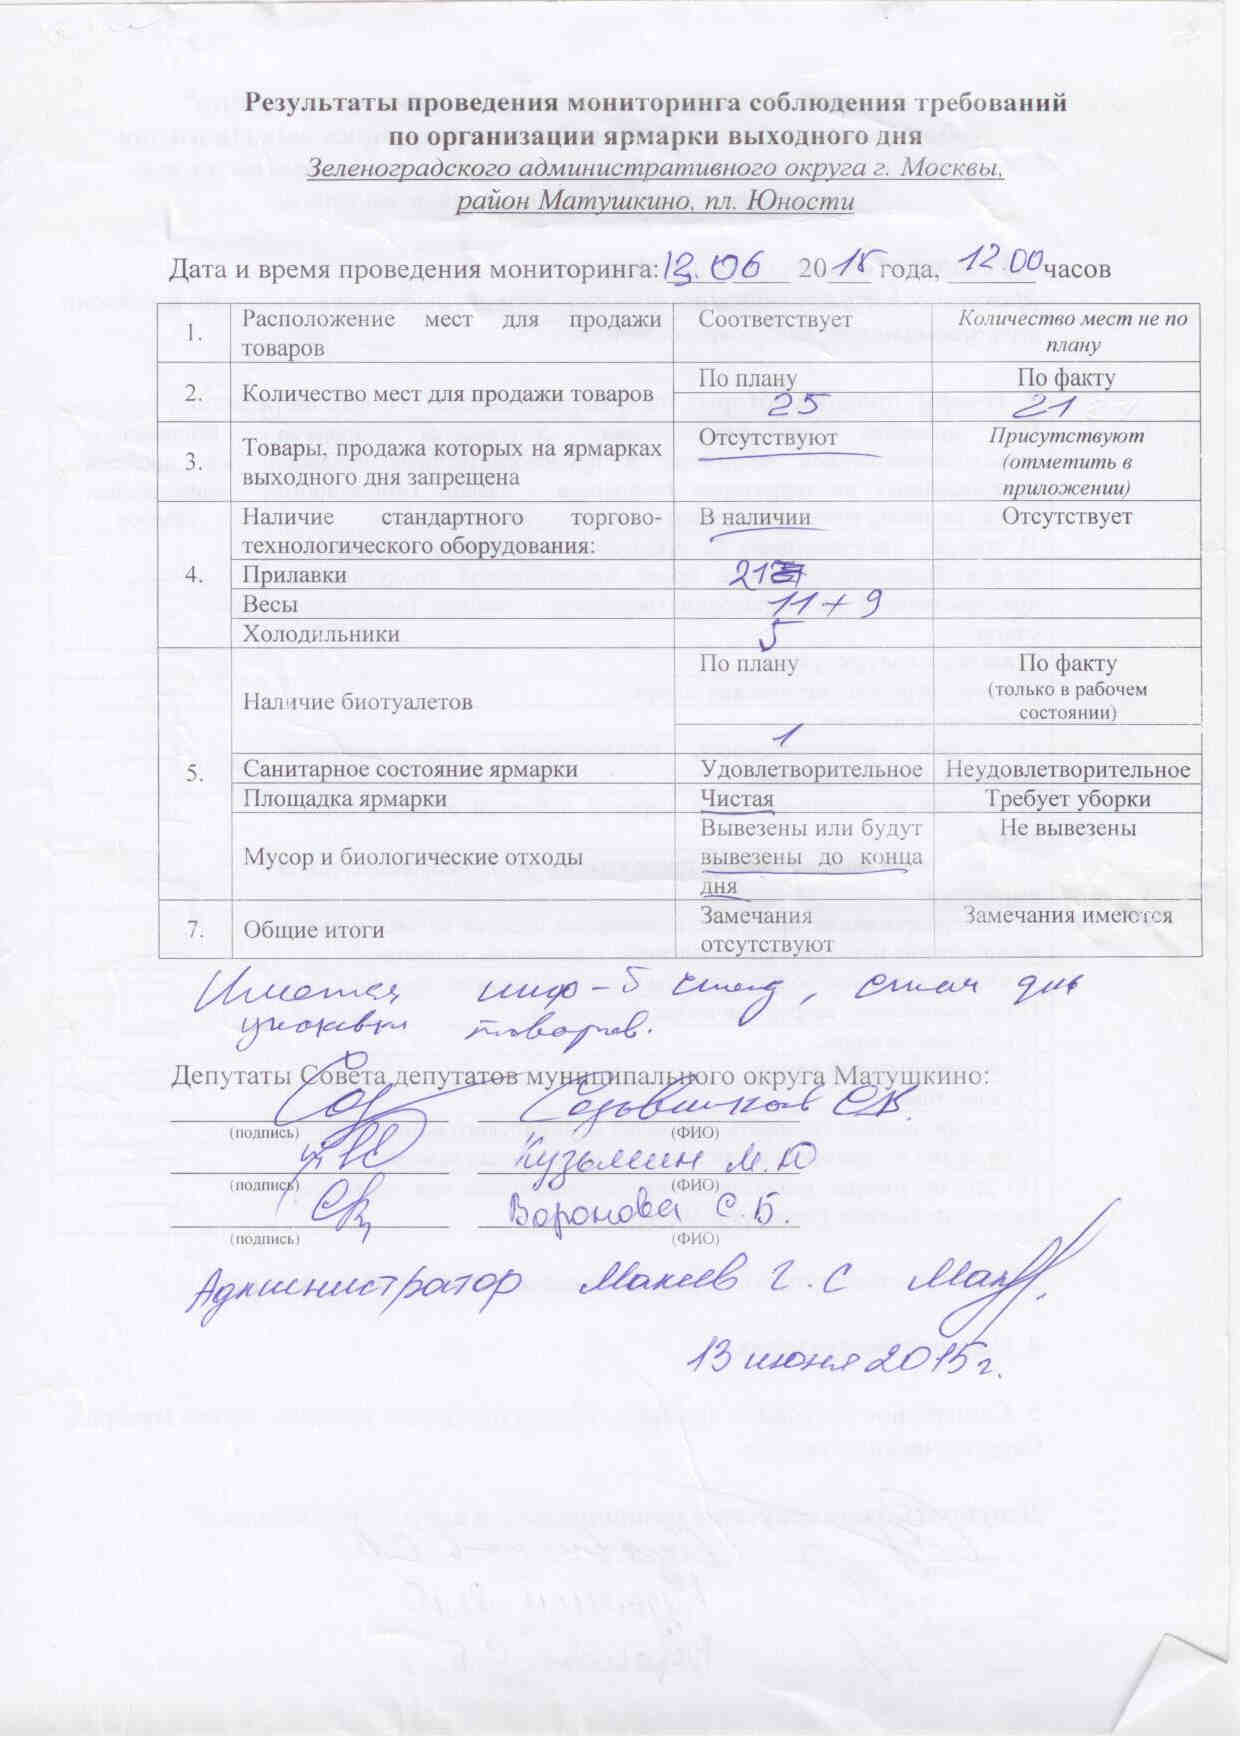 Результаты проведения мониторинга соблюдения требований
по организации ярмарки выходного дня
Зеленоградского административного округа г. Москвы,
район Матушкино, пл. Юности
Дата и время проведения мониторинга: 13.06 2015 года, 12.00 часов
1. Расположение мест для продажи товаров Соответствует Количество мест не по плану
2. Количество мест для продажи товаров По плану По факту
25 21
3. Товары, продажа которых на ярмарках выходного дня запрещена Отсутствуют Присутствуют (отметить в приложении)
4. Наличие стандартного торгово-технологического оборудования: В наличии Отсутствует
Прилавки 21
Весы 11 + 9
Холодильники 5
5. Наличие биотуалетов По плану По факту
(только в рабочем состоянии)
1
Санитарное состояние ярмарки Удовлетворительное Неудовлетворительное
Площадка ярмарки Чистая Требует уборки
Мусор и биологические отходы Вывезены или будут вывезены до конца дня Не вывезены
7. Общие итоги Замечания отсутствуют Замечания имеются
Имеется стенд, для
товаров.
Депутаты Совета депутатов муниципального округа Матушкино:
(подпись) (ФИО)
Кузьмин М.Ю
(подпись) (ФИО)
Воронова С.Б.
(подпись) (ФИО)
Администратор Макеев Г.С
13 июня 2015г.